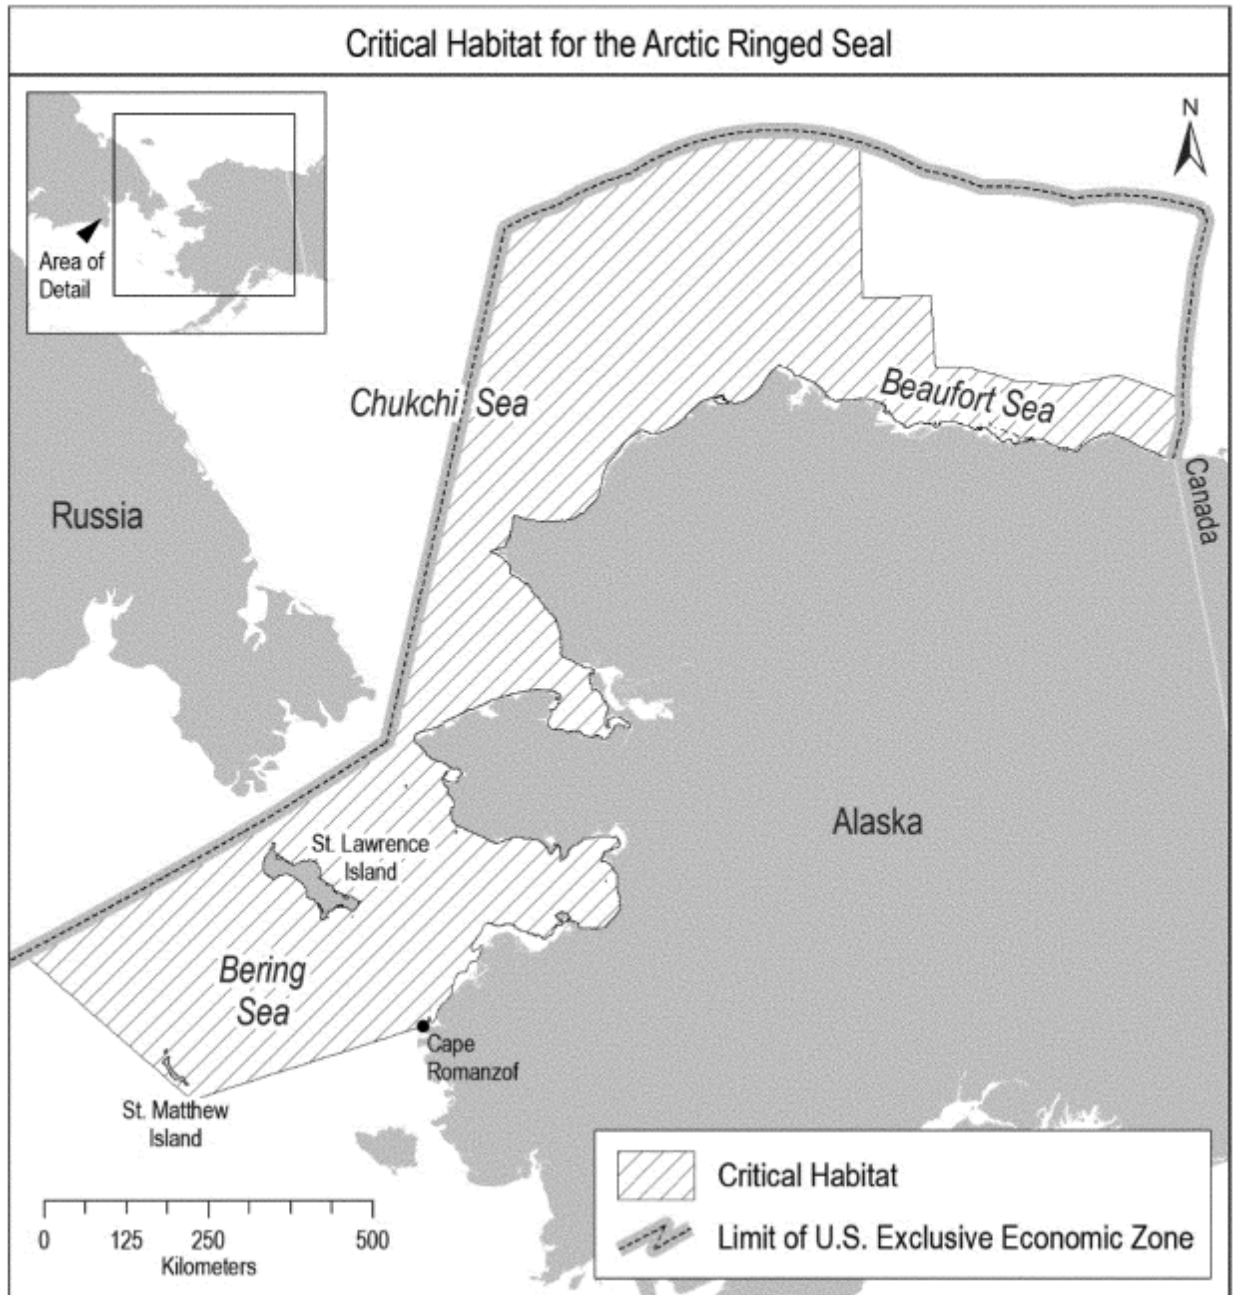 Critical Habitat for the Arctic Ringed Seal
N
Area of
Detail
Chukchi Sea
Beaufort Sea
Russia
Canada
Alaska
St. Lawrence
Island
Bering
Sea
Cape
Romanzof
St. Matthew
Island
Critical Habitat
Limit of U.S. Exclusive Economic Zone
0 125 250 500
Kilometers